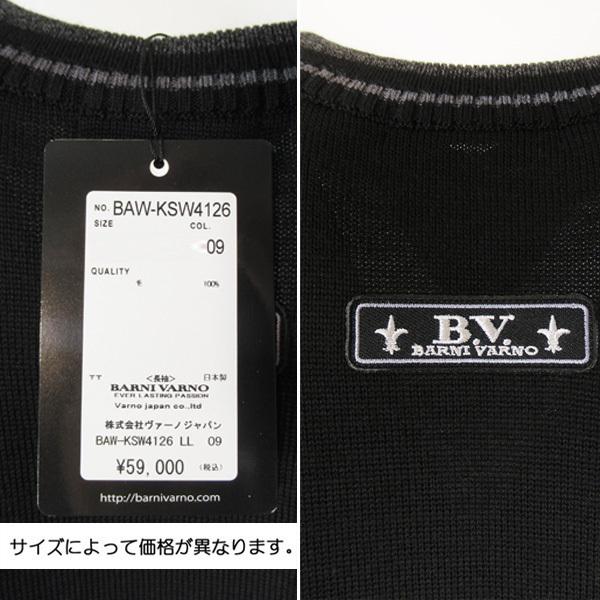 NO. BAW-KSW4126
SIZE COL.
09
QUALITY
毛 100%
TT <長袖> 日本製
BARNI VARNO
EVER LASTING PASSION
Varno japan co.,ltd
株式会社ヴァーノジャパン
BAW-KSW4126 LL 09
¥59,000 (税込)
http://barnivarno.com
サイズによって価格が異なります。
B.V.
BARNI VARNO